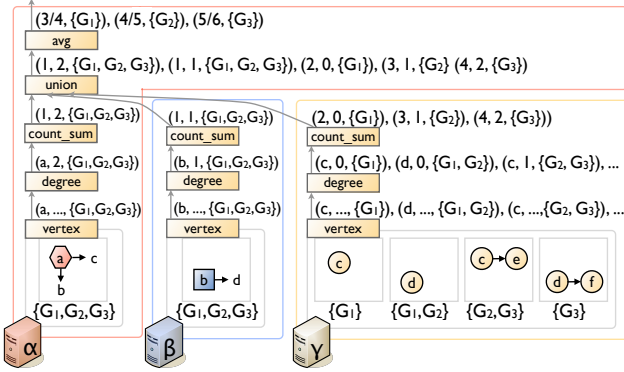 (3/4, {G₁}), (4/5, {G₂}), (5/6, {G₃})
avg
(1, 2, {G₁, G₂, G₃}), (1, 1, {G₁, G₂, G₃}), (2, 0, {G₁}), (3, 1, {G₂} (4, 2, {G₃})
union
(1, 2, {G₁,G₂,G₃}) (1, 1, {G₁,G₂,G₃}) (2, 0, {G₁}), (3, 1, {G₂}), (4, 2, {G₃}))
count_sum count_sum count_sum
(a, 2, {G₁,G₂,G₃}) (b, 1, {G₁,G₂,G₃}) (c, 0, {G₁}), (d, 0, {G₁, G₂}), (c, 1, {G₂, G₃}), ...
degree degree degree
(a, ..., {G₁,G₂,G₃}) (b, ..., {G₁,G₂,G₃}) (c, ..., {G₁}), (d, ..., {G₁, G₂}), (c, ...,{G₂, G₃}), ...
vertex vertex vertex
a c b d c d c e d f
b
{G₁,G₂,G₃} {G₁,G₂,G₃} {G₁} {G₁,G₂} {G₂,G₃} {G₃}
α β γ